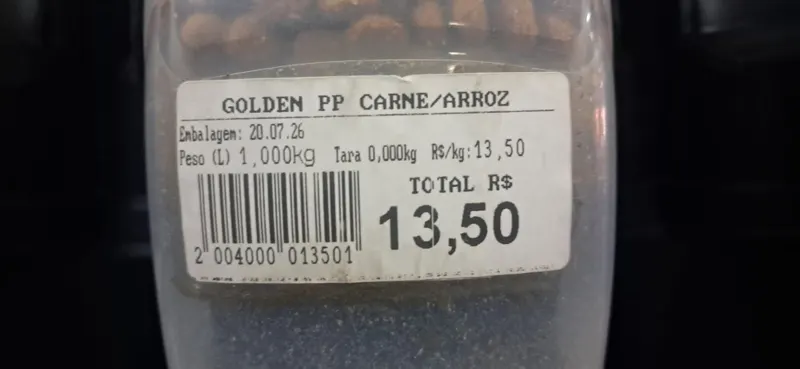 GOLDEN PP CARNE/ARROZ
Embalagem: 20.07.26
Peso (L) 1,000kg Tara 0,000kg R$/kg: 13,50
TOTAL R$
13,50
2 004000 013501